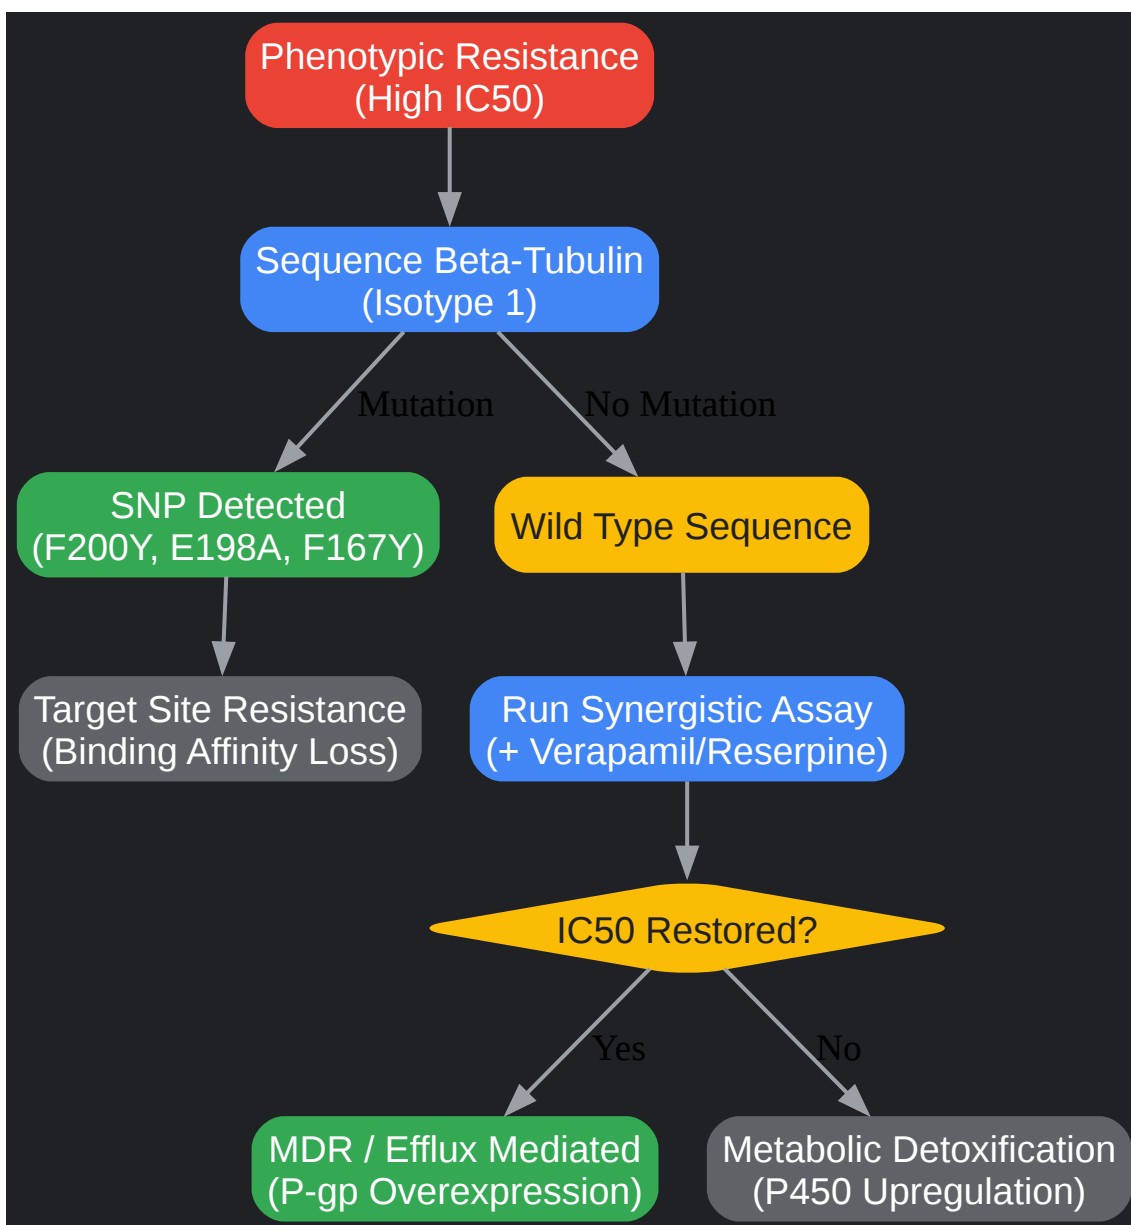 Phenotypic Resistance
(High IC50)
Sequence Beta-Tubulin
(Isotype 1)
Mutation
No Mutation
SNP Detected
(F200Y, E198A, F167Y)
Wild Type Sequence
Target Site Resistance
(Binding Affinity Loss)
Run Synergistic Assay
(+ Verapamil/Reserpine)
IC50 Restored?
Yes
No
MDR / Efflux Mediated
(P-gp Overexpression)
Metabolic Detoxification
(P450 Upregulation)